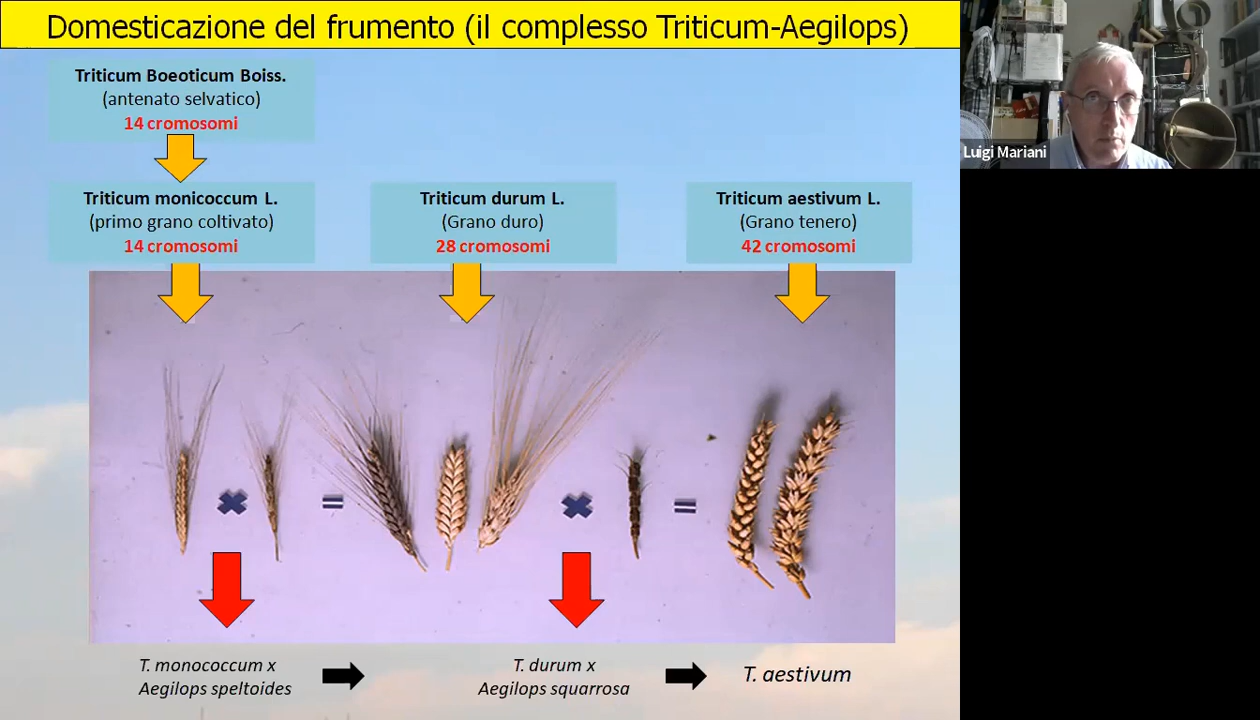 Domesticazione del frumento (il complesso Triticum-Aegilops)
Triticum Boeoticum Boiss.
(antenato selvatico)
14 cromosomi
Triticum monicoccum L.
(primo grano coltivato)
14 cromosomi
Triticum durum L.
(Grano duro)
28 cromosomi
Triticum aestivum L.
(Grano tenero)
42 cromosomi
T. monococcum x
Aegilops speltoides
T. durum x
Aegilops squarrosa
T. aestivum
Luigi Mariani